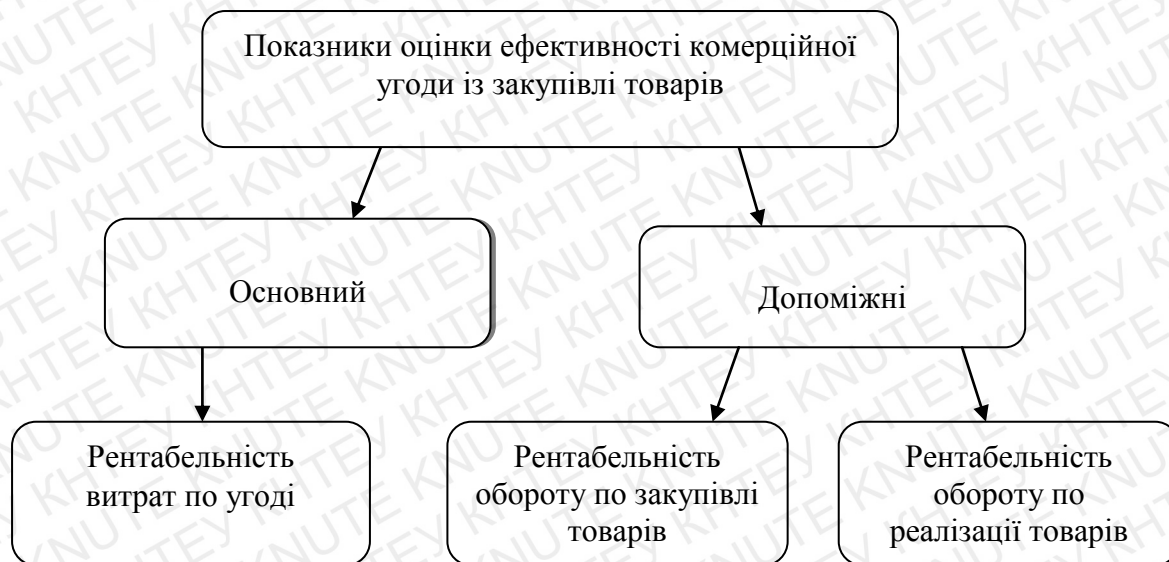 Показники оцінки ефективності комерційної
угоди із закупівлі товарів
Основний
Допоміжні
Рентабельність
витрат по угоді
Рентабельність
обороту по закупівлі
товарів
Рентабельність
обороту по
реалізації товарів